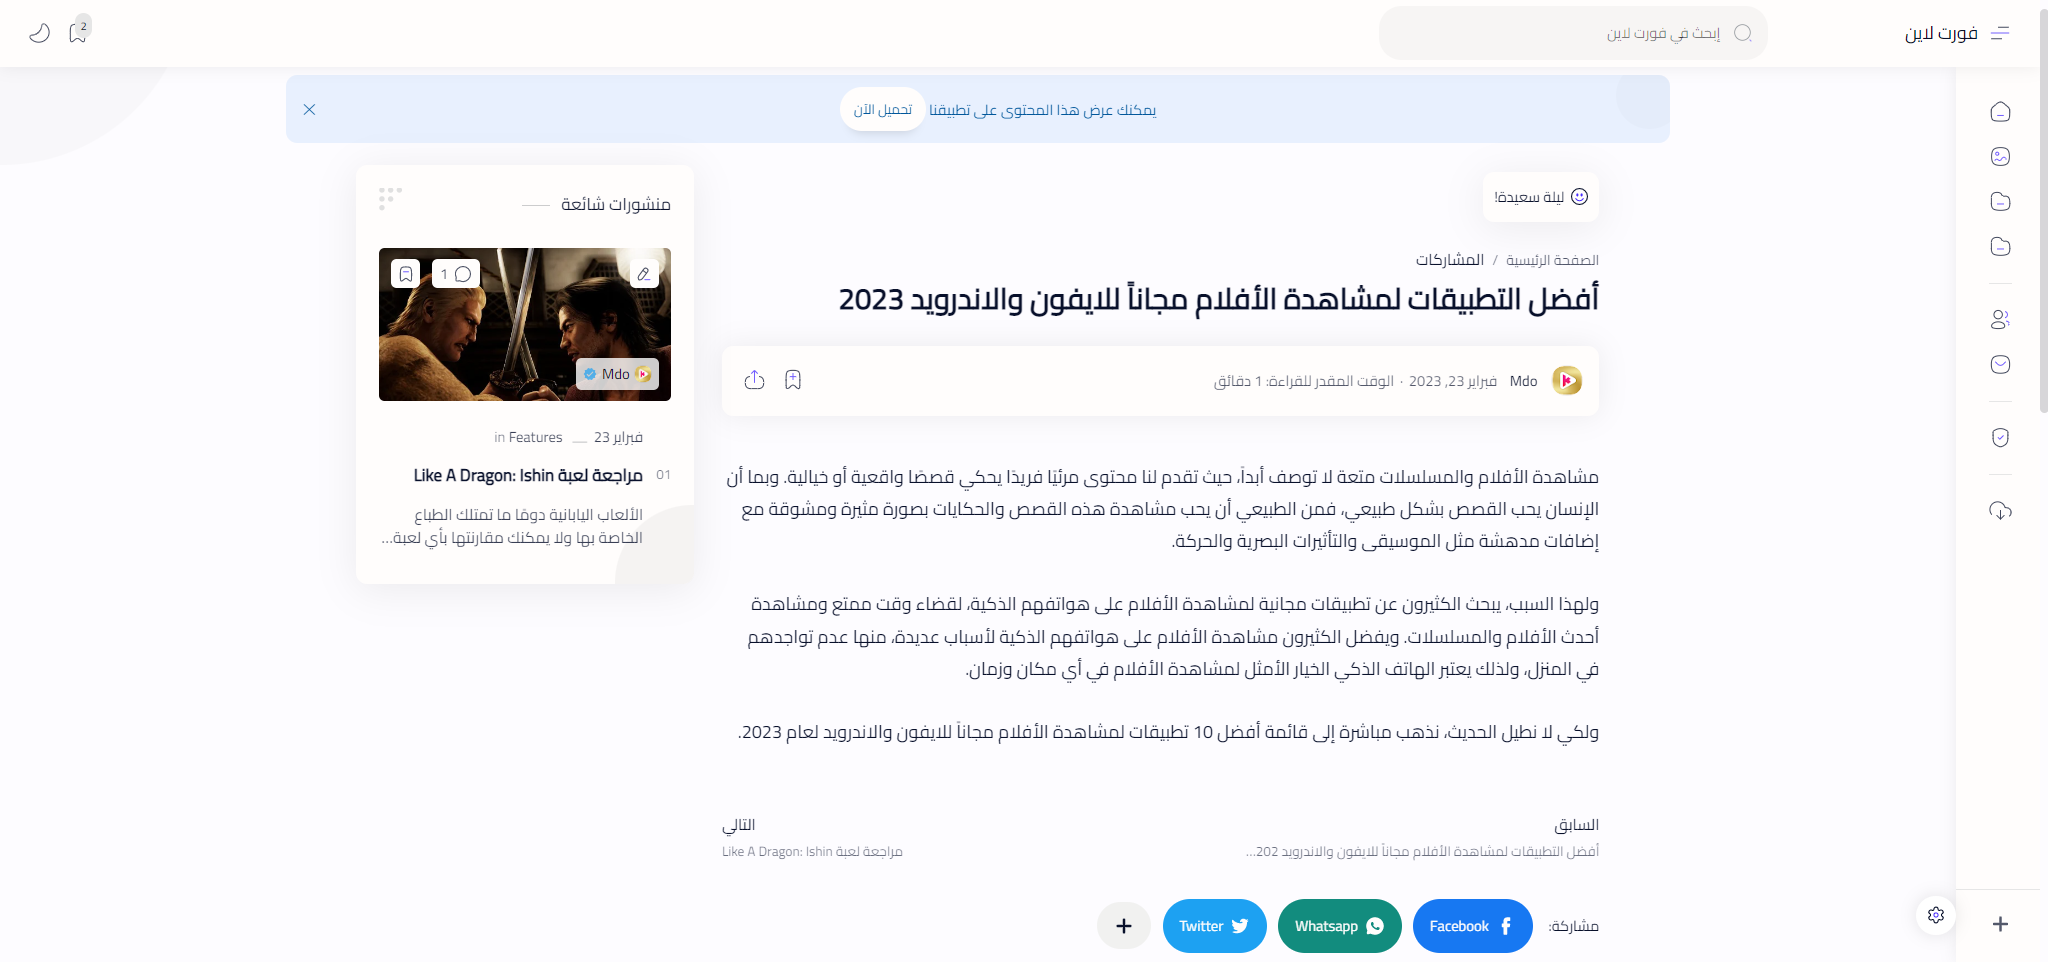 فورت لاين
إبحث في فورت لاين
2
يمكنك عرض هذا المحتوى على تطبيقنا
تحميل الآن
ليلة سعيدة!
الصفحة الرئيسية / المشاركات
أفضل التطبيقات لمشاهدة الأفلام مجاناً للايفون والاندرويد 2023
Mdo فبراير 23, 2023 · الوقت المقدر للقراءة: 1 دقائق
مشاهدة الأفلام والمسلسلات متعة لا توصف أبداً، حيث تقدم لنا محتوى مرئيًا فريدًا يحكي قصصًا واقعية أو خيالية. وبما أن
الإنسان يحب القصص بشكل طبيعي، فمن الطبيعي أن يحب مشاهدة هذه القصص والحكايات بصورة مثيرة ومشوقة مع
إضافات مدهشة مثل الموسيقى والتأثيرات البصرية والحركة.
ولهذا السبب، يبحث الكثيرون عن تطبيقات مجانية لمشاهدة الأفلام على هواتفهم الذكية، لقضاء وقت ممتع ومشاهدة
أحدث الأفلام والمسلسلات. ويفضل الكثيرون مشاهدة الأفلام على هواتفهم الذكية لأسباب عديدة، منها عدم تواجدهم
في المنزل، ولذلك يعتبر الهاتف الذكي الخيار الأمثل لمشاهدة الأفلام في أي مكان وزمان.
ولكي لا نطيل الحديث، نذهب مباشرة إلى قائمة أفضل 10 تطبيقات لمشاهدة الأفلام مجاناً للايفون والاندرويد لعام 2023.
السابق
أفضل التطبيقات لمشاهدة الأفلام مجاناً للايفون والاندرويد 202...
التالي
مراجعة لعبة Like A Dragon: Ishin
مشاركة:
Facebook
Whatsapp
Twitter
منشورات شائعة
1
Mdo
فبراير 23
in Features
01
مراجعة لعبة Like A Dragon: Ishin
الألعاب اليابانية دومًا ما تمتلك الطباع
الخاصة بها ولا يمكنك مقارنتها بأي لعبة...